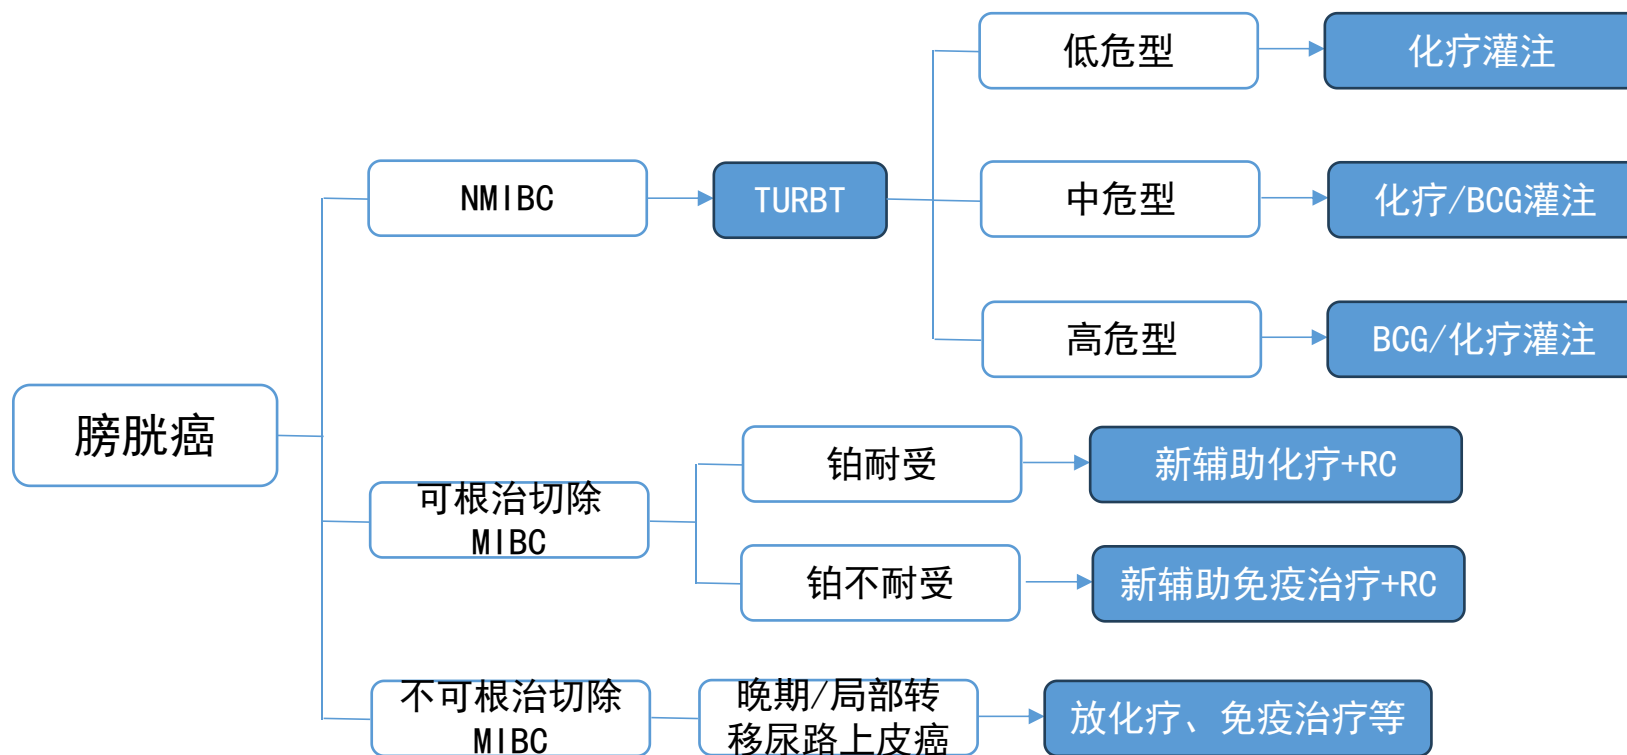 低危型
化疗灌注
NMIBC
TURBT
中危型
化疗/BCG灌注
高危型
BCG/化疗灌注
膀胱癌
可根治切除
MIBC
铂耐受
新辅助化疗+RC
铂不耐受
新辅助免疫治疗+RC
不可根治切除
MIBC
晚期/局部转
移尿路上皮癌
放化疗、免疫治疗等